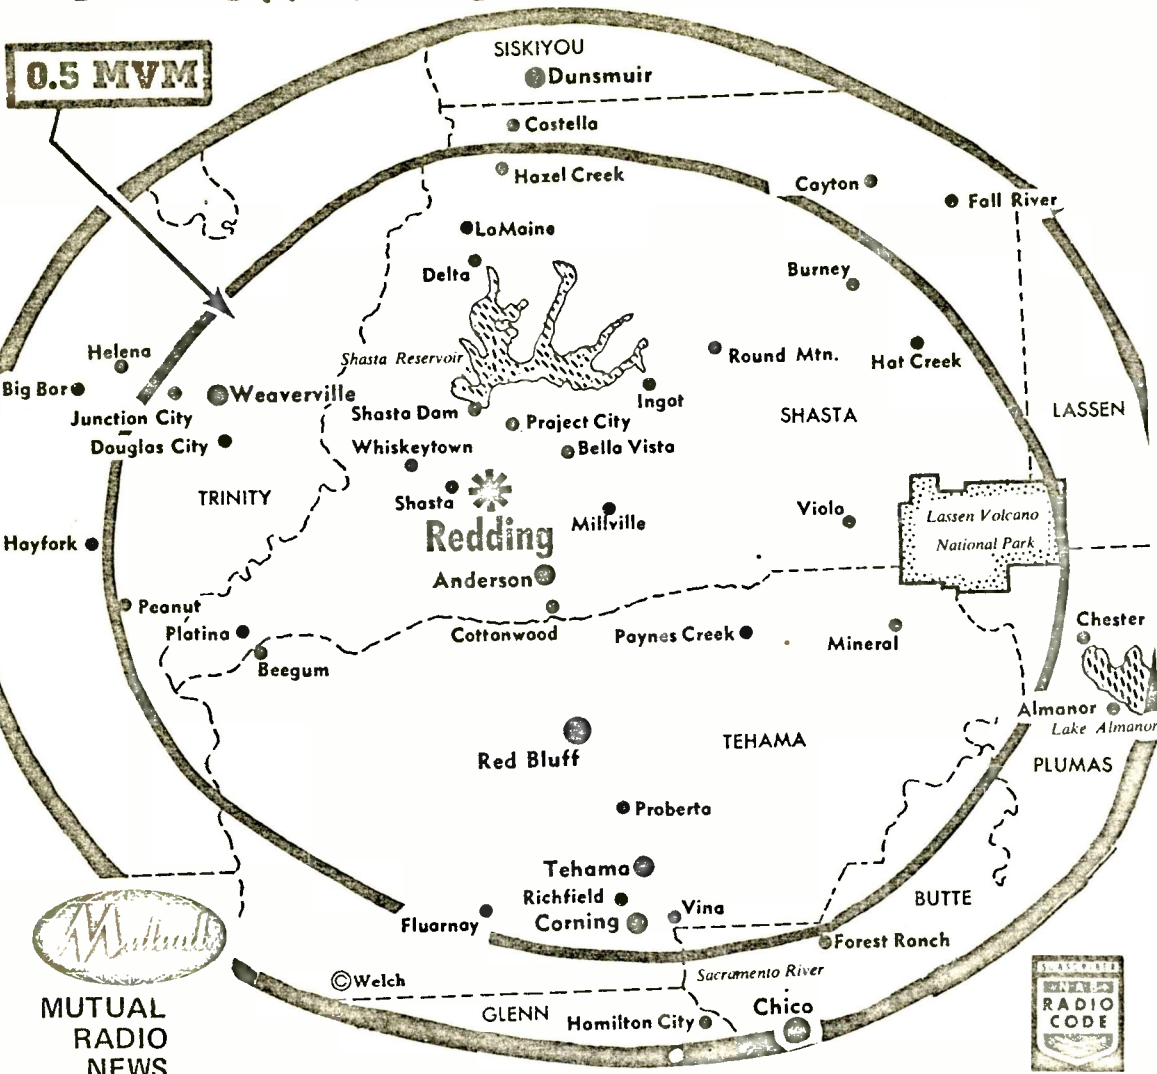 SISKIYOU
0.5 MVM
Dunsmuir
Costella
Hazel Creek
Cayton
Fall River
LaMaine
Delta
Burney
Helena
Shasta Reservoir
Round Mtn.
Hat Creek
Big Bar
Weaverville
Ingot
Junction City
Shasta Dam
Project City
SHASTA
LASSEN
Douglas City
Whiskeytown
Bella Vista
TRINITY
Shasta
Millville
Viola
Lassen Volcano
National Park
Redding
Hayfork
Anderson
Peanut
Platina
Cottonwood
Paynes Creek
Mineral
Chester
Beegum
Almanor
Lake Almanor
Red Bluff
TEHAMA
PLUMAS
Proberta
Tehama
Richfield
Corning
Vina
BUTTE
Fluarnay
Forest Ranch
Mutual
MUTUAL
RADIO
NEWS
©Welch
Sacramento River
GLENN
Hamilton City
Chico
SUBSCRIBER
NAB
RADIO
CODE